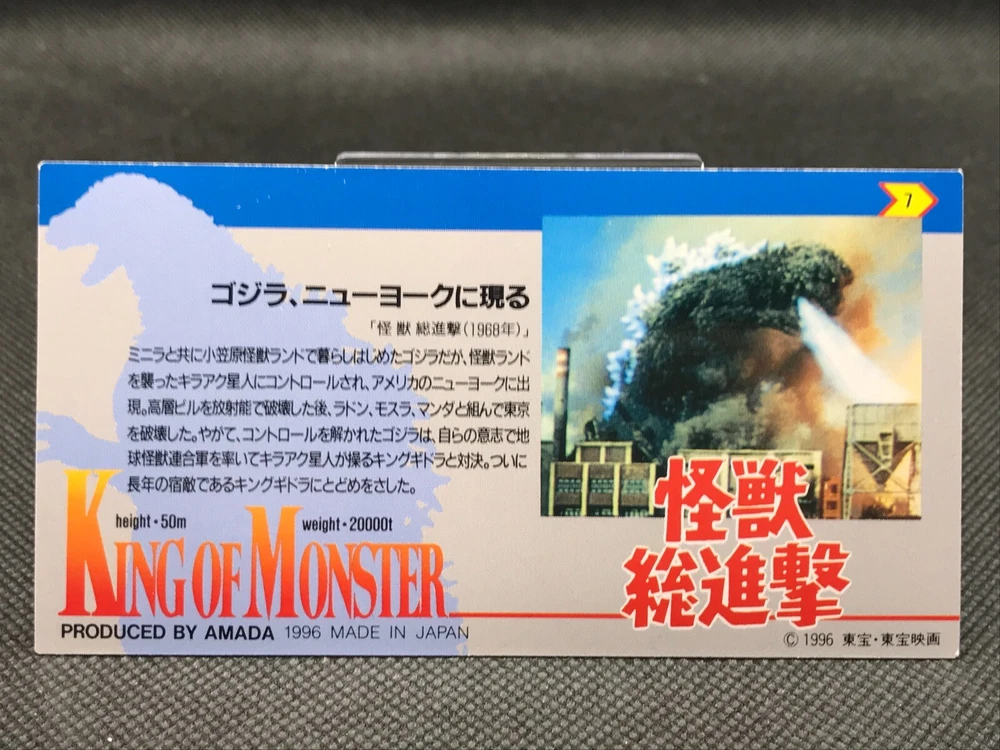 7
ゴジラ、ニューヨークに現る
「怪獣総進撃(1968年)」
ミニラと共に小笠原怪獣ランドで暮らしはじめたゴジラだが、怪獣ランド
を襲ったキラアク星人にコントロールされ、アメリカのニューヨークに出
現。高層ビルを放射能で破壊した後、ラドン、モスラ、マンダと組んで東京
を破壊した。やがて、コントロールを解かれたゴジラは、自らの意志で地
球怪獣連合軍を率いてキラアク星人が操るキングギドラと対決。ついに
長年の宿敵であるキングギドラにとどめをさした。
height・50m weight・20000t
KING OF MONSTER
怪獣
総進撃
PRODUCED BY AMADA 1996 MADE IN JAPAN
© 1996 東宝・東宝映画